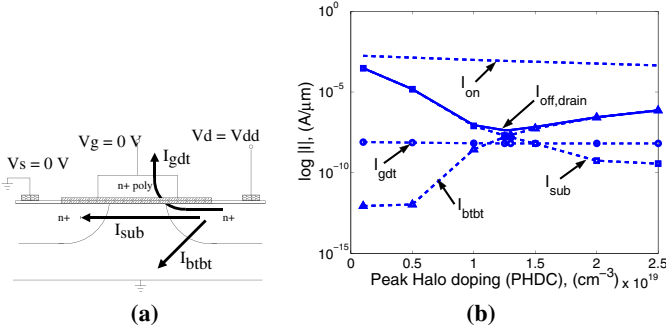 Vg = 0 V
Vd = Vdd
Vs = 0 V
Igdt
n+ poly
n+
n+
Isub
Ibtbt
(a)
log |I|, (A/μm)
10^0
10^-5
10^-10
10^-15
Ion
Ioff,drain
Igdt
Isub
Ibtbt
0 0.5 1.0 1.5 2.0 2.5
Peak Halo doping (PHDC), (cm^-3) x 10^19
(b)